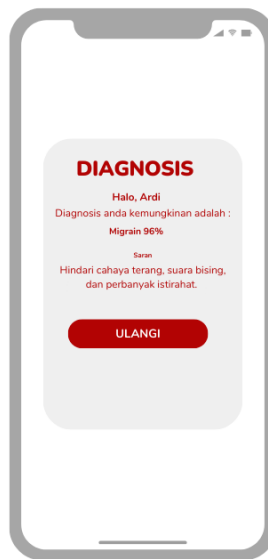 DIAGNOSIS
Halo, Ardi
Diagnosis anda kemungkinan adalah :
Migrain 96%
Saran
Hindari cahaya terang, suara bising,
dan perbanyak istirahat.
ULANGI